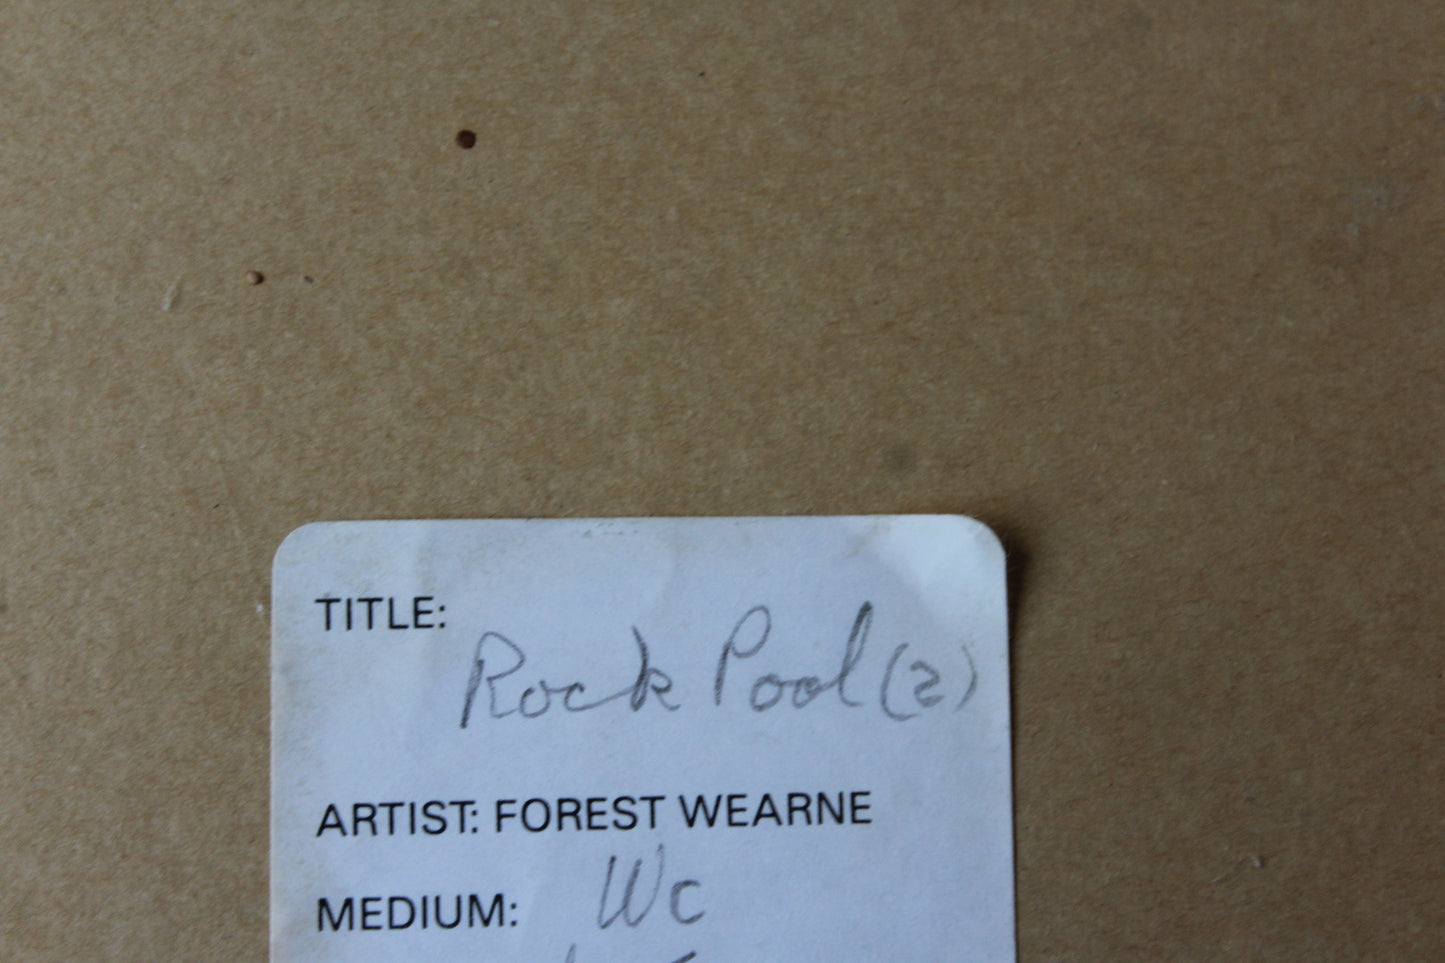 TITLE:
Rock Pool (2)
ARTIST: FOREST WEARNE
MEDIUM: Wc